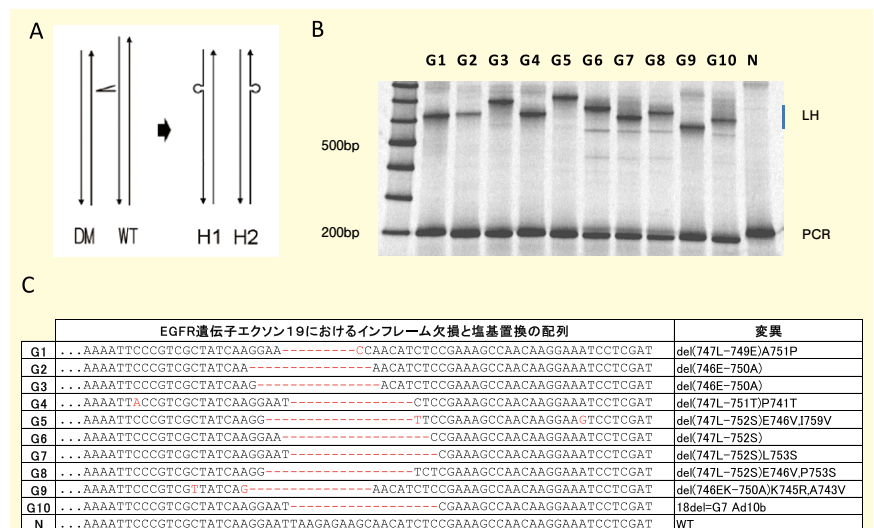 A
B
G1 G2 G3 G4 G5 G6 G7 G8 G9 G10 N
LH
500bp
200bp
PCR
DM WT H1 H2
C
EGFR遺伝子エクソン19におけるインフレーム欠損と塩基置換の配列 変異
G1 ...AAAATTCCCGTCGCTATCAAGGAA---------CCAACATCTCCGAAAGCCAACAAGGAAATCCTCGAT del(747L-749E)A751P
G2 ...AAAATTCCCGTCGCTATCAA---------------AACATCTCCGAAAGCCAACAAGGAAATCCTCGAT del(746E-750A)
G3 ...AAAATTCCCGTCGCTATCAAG---------------ACATCTCCGAAAGCCAACAAGGAAATCCTCGAT del(746E-750A)
G4 ...AAAATTACCGTCGCTATCAAGGAAT---------------CTCCGAAAGCCAACAAGGAAATCCTCGAT del(747L-751T)P741T
G5 ...AAAATTCCCGTCGCTATCAAGG------------------TTCCGAAAGCCAACAAGGAAGTCCTCGAT del(747L-752S)E746V,I759V
G6 ...AAAATTCCCGTCGCTATCAAGGAA------------------CCGAAAGCCAACAAGGAAATCCTCGAT del(747L-752S)
G7 ...AAAATTCCCGTCGCTATCAAGGAAT------------------CGAAAGCCAACAAGGAAATCCTCGAT del(747L-752S)L753S
G8 ...AAAATTCCCGTCGCTATCAAGG------------------TCTCGAAAGCCAACAAGGAAATCCTCGAT del(747L-752S)E746V,P753S
G9 ...AAAATTCCCGTCGTTATCAG---------------AACATCTCCGAAAGCCAACAAGGAAATCCTCGAT del(746EK-750A)K745R,A743V
G10 ...AAAATTCCCGTCGCTATCAAGGAAT------------------CGAAAGCCAACAAGGAAATCCTCGAT 18del=G7 Ad10b
N ...AAAATTCCCGTCGCTATCAAGGAATTAAGAGAAGCAACATCTCCGAAAGCCAACAAGGAAATCCTCGAT WT